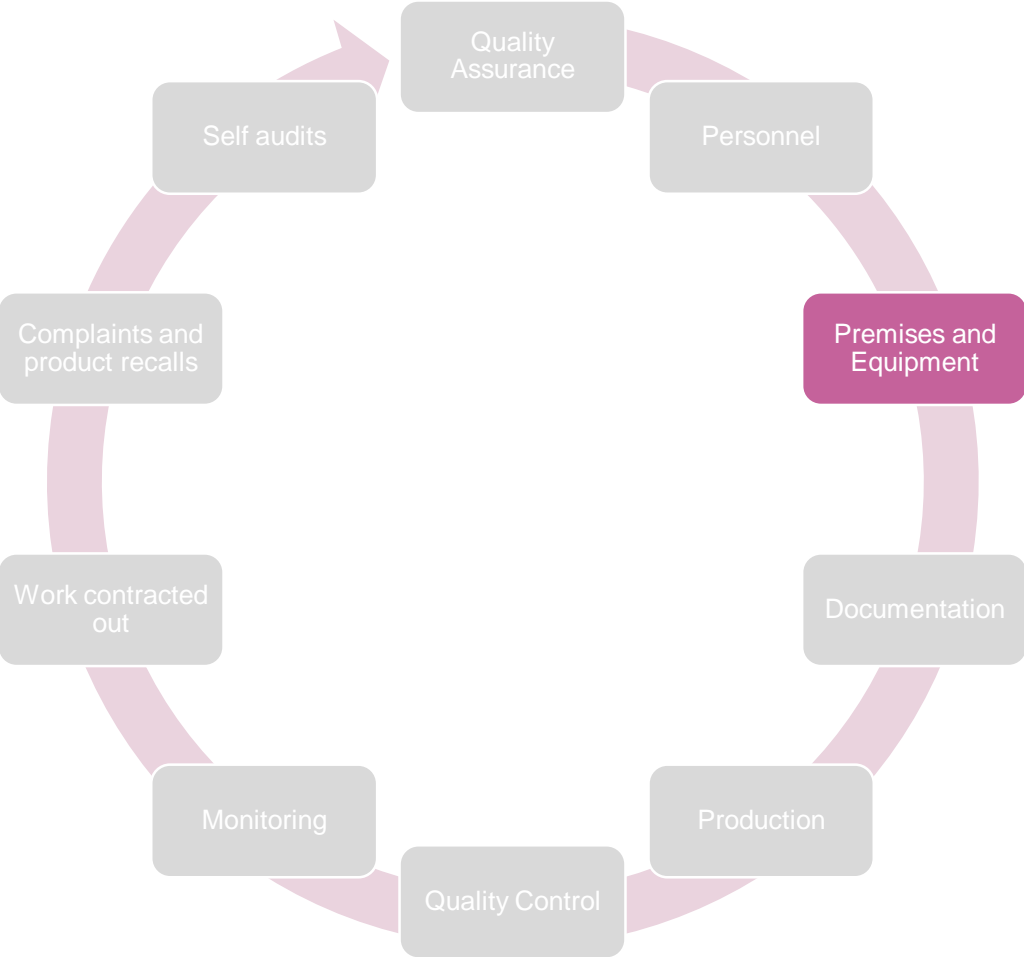 Quality
Assurance
Personnel
Premises and
Equipment
Documentation
Production
Quality Control
Monitoring
Work contracted
out
Complaints and
product recalls
Self audits